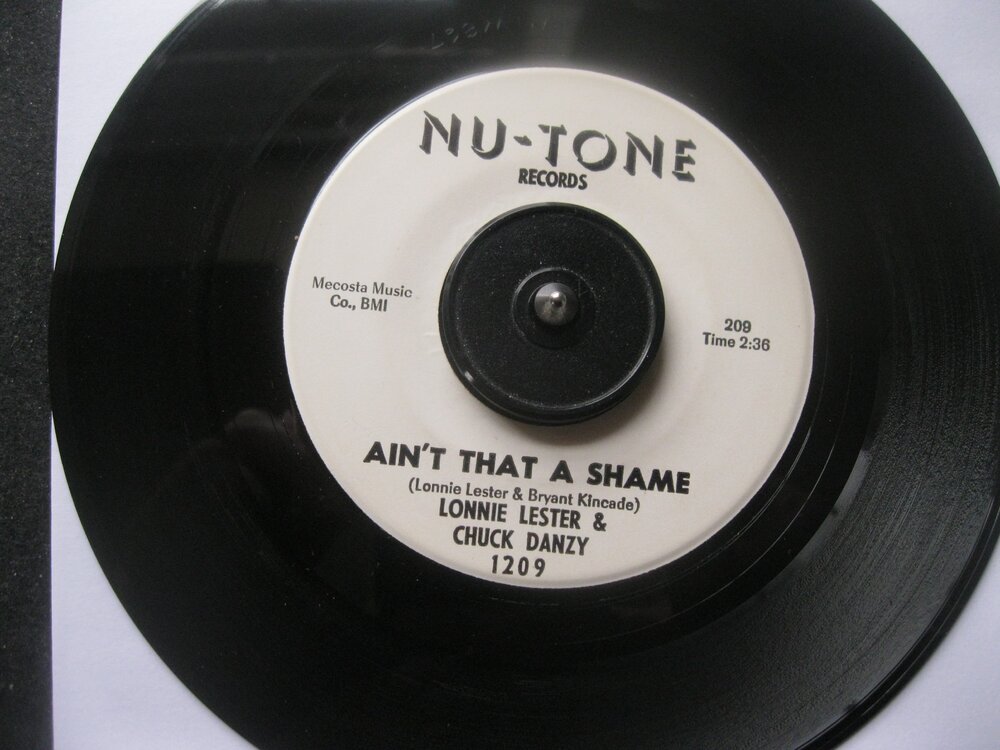 NU-TONE
RECORDS
Mecosta Music
Co., BMI
209
Time 2:36
AIN'T THAT A SHAME
(Lonnie Lester & Bryant Kincade)
LONNIE LESTER &
CHUCK DANZY
1209